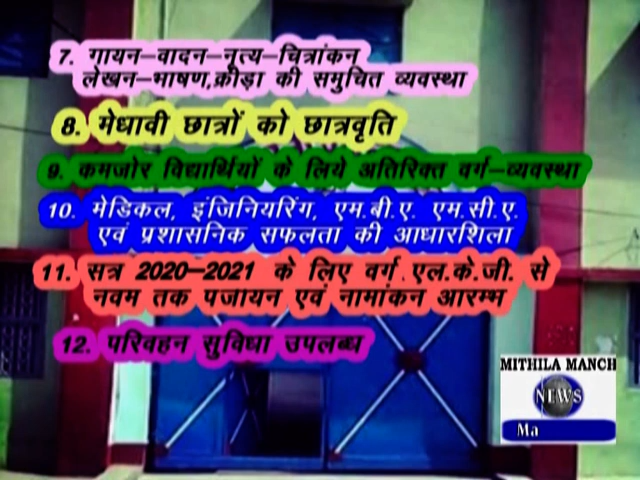 7. गायन–वादन–नृत्य–चित्रांकन
लेखन–भाषण,क्रीड़ा की समुचित व्यवस्था
8. मेधावी छात्रों को छात्रवृति
9. कमजोर विद्यार्थियों के लिये अतिरिक्त वर्ग–व्यवस्था
10. मेडिकल, इंजिनियरिंग, एम.बी.ए. एम.सी.ए.
एवं प्रशासनिक सफलता की आधारशिला
11. सत्र 2020–2021 के लिए वर्ग एल.के.जी. से
नवम तक पंजीयन एवं नामांकन आरम्भ
12. परिवहन सुविधा उपलब्ध
MITHILA MANCH
NEWS
Ma